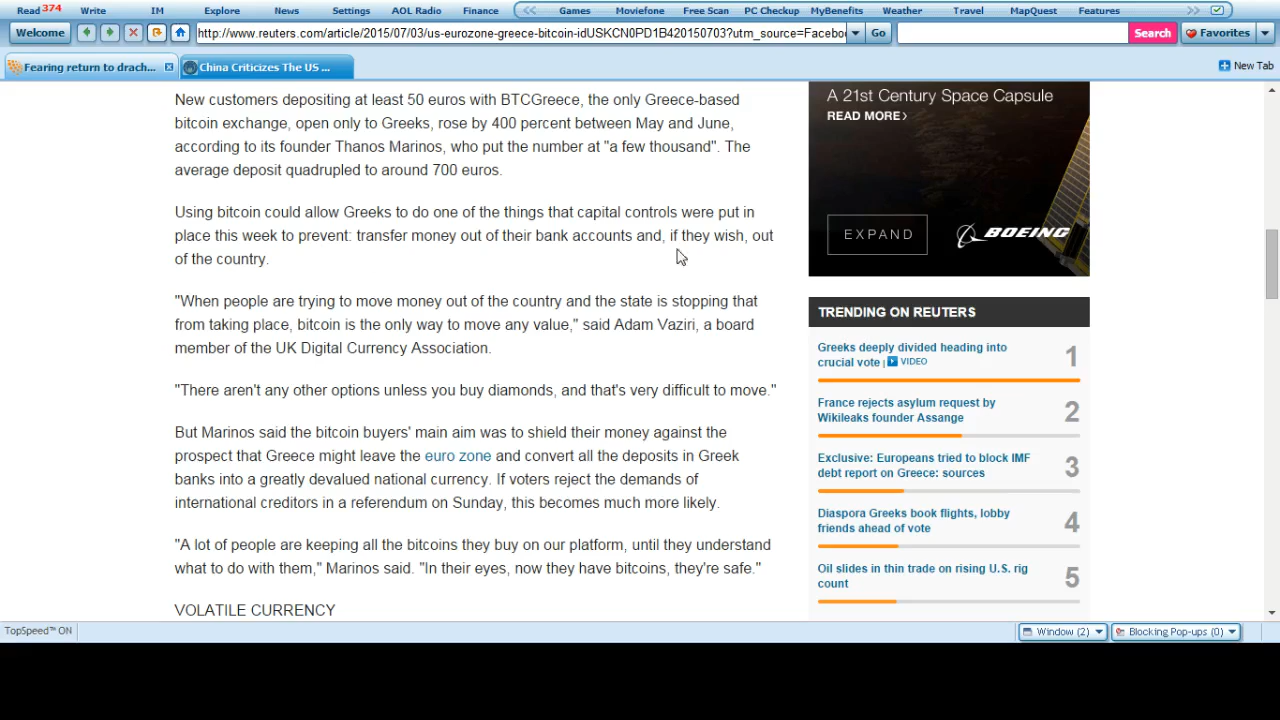 Read 374 Write IM Explore News Settings AOL Radio Finance Games Moviefone Free Scan PC Checkup MyBenefits Weather Travel MapQuest Features
Welcome http://www.reuters.com/article/2015/07/03/us-eurozone-greece-bitcoin-idUSKCN0PD1B420150703?utm_source=Facebo Go Search Favorites
Fearing return to drach... China Criticizes The US ... New Tab
New customers depositing at least 50 euros with BTCGreece, the only Greece-based
bitcoin exchange, open only to Greeks, rose by 400 percent between May and June,
according to its founder Thanos Marinos, who put the number at "a few thousand". The
average deposit quadrupled to around 700 euros.
Using bitcoin could allow Greeks to do one of the things that capital controls were put in
place this week to prevent: transfer money out of their bank accounts and, if they wish, out
of the country.
"When people are trying to move money out of the country and the state is stopping that
from taking place, bitcoin is the only way to move any value," said Adam Vaziri, a board
member of the UK Digital Currency Association.
"There aren't any other options unless you buy diamonds, and that's very difficult to move."
But Marinos said the bitcoin buyers' main aim was to shield their money against the
prospect that Greece might leave the euro zone and convert all the deposits in Greek
banks into a greatly devalued national currency. If voters reject the demands of
international creditors in a referendum on Sunday, this becomes much more likely.
"A lot of people are keeping all the bitcoins they buy on our platform, until they understand
what to do with them," Marinos said. "In their eyes, now they have bitcoins, they're safe."
VOLATILE CURRENCY
A 21st Century Space Capsule
READ MORE
EXPAND BOEING
TRENDING ON REUTERS
Greeks deeply divided heading into
crucial vote | VIDEO 1
France rejects asylum request by
Wikileaks founder Assange 2
Exclusive: Europeans tried to block IMF
debt report on Greece: sources 3
Diaspora Greeks book flights, lobby
friends ahead of vote 4
Oil slides in thin trade on rising U.S. rig
count 5
TopSpeed™ ON Window (2) Blocking Pop-ups (0)